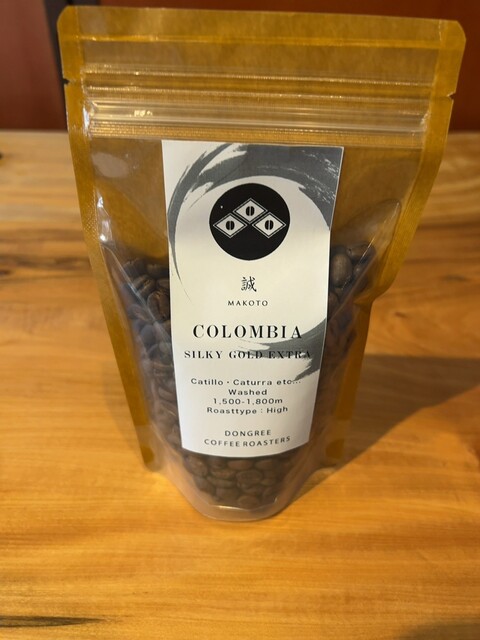 誠
MAKOTO
COLOMBIA
SILKY GOLD EXTRA
Catillo・Caturra etc...
Washed
1,500-1,800m
Roasttype：High
DONGREE
COFFEE ROASTERS